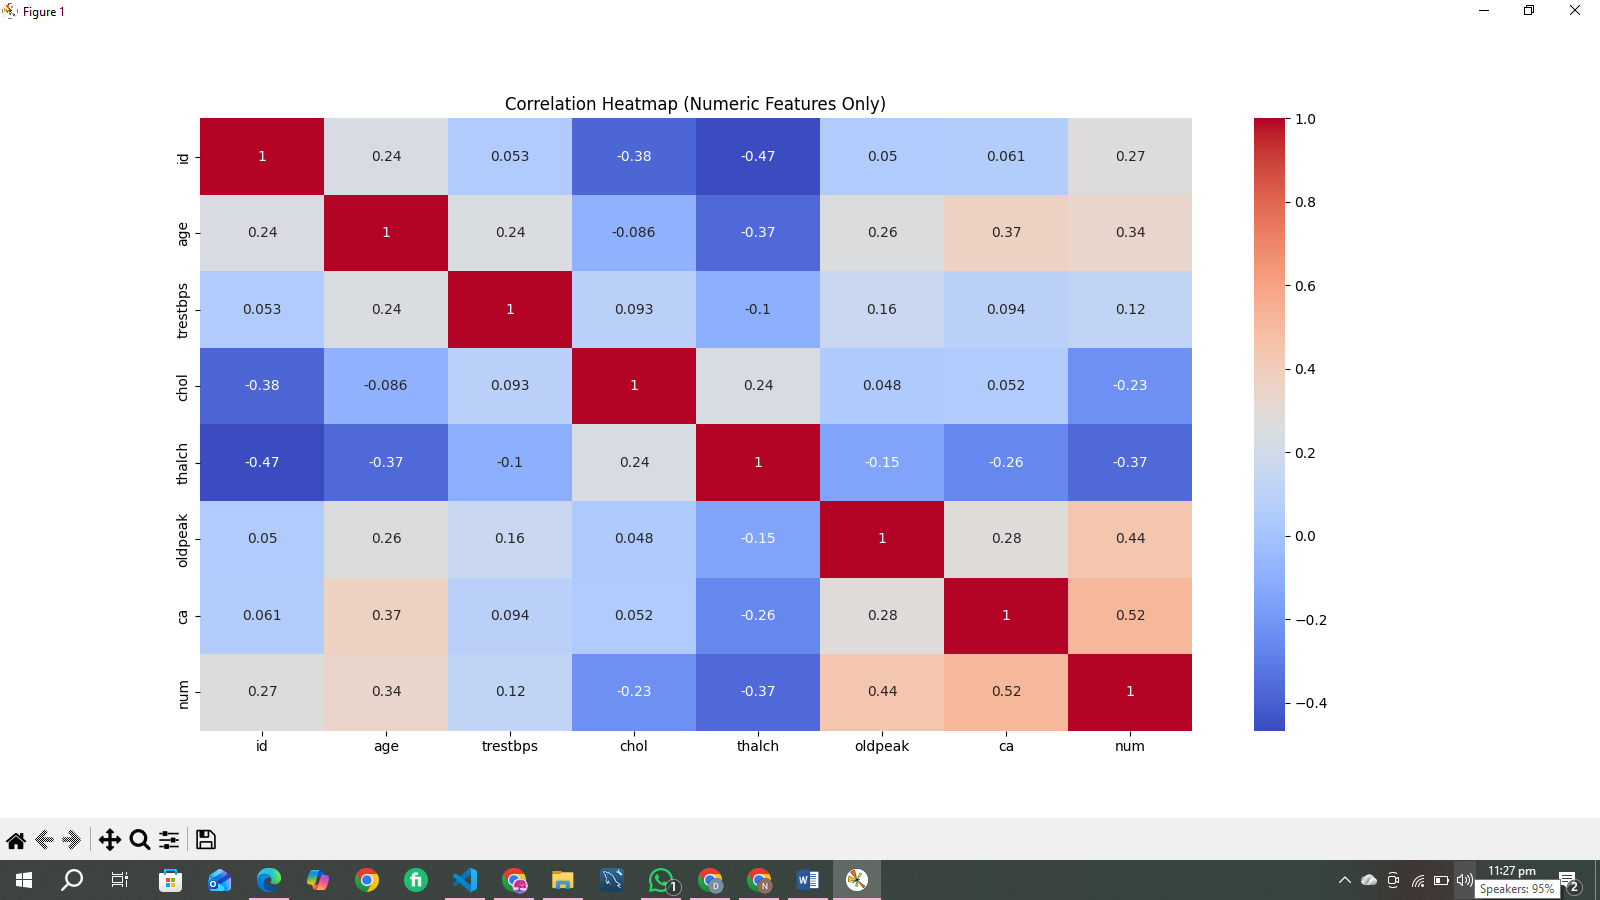 Figure 1
Correlation Heatmap (Numeric Features Only)
id 1 0.24 0.053 -0.38 -0.47 0.05 0.061 0.27
age 0.24 1 0.24 -0.086 -0.37 0.26 0.37 0.34
trestbps 0.053 0.24 1 0.093 -0.1 0.16 0.094 0.12
chol -0.38 -0.086 0.093 1 0.24 0.048 0.052 -0.23
thalch -0.47 -0.37 -0.1 0.24 1 -0.15 -0.26 -0.37
oldpeak 0.05 0.26 0.16 0.048 -0.15 1 0.28 0.44
ca 0.061 0.37 0.094 0.052 -0.26 0.28 1 0.52
num 0.27 0.34 0.12 -0.23 -0.37 0.44 0.52 1
id age trestbps chol thalch oldpeak ca num
1.0
0.8
0.6
0.4
0.2
0.0
−0.2
−0.4
11:27 pm
Speakers: 95%
fi
1
D
N
W
2